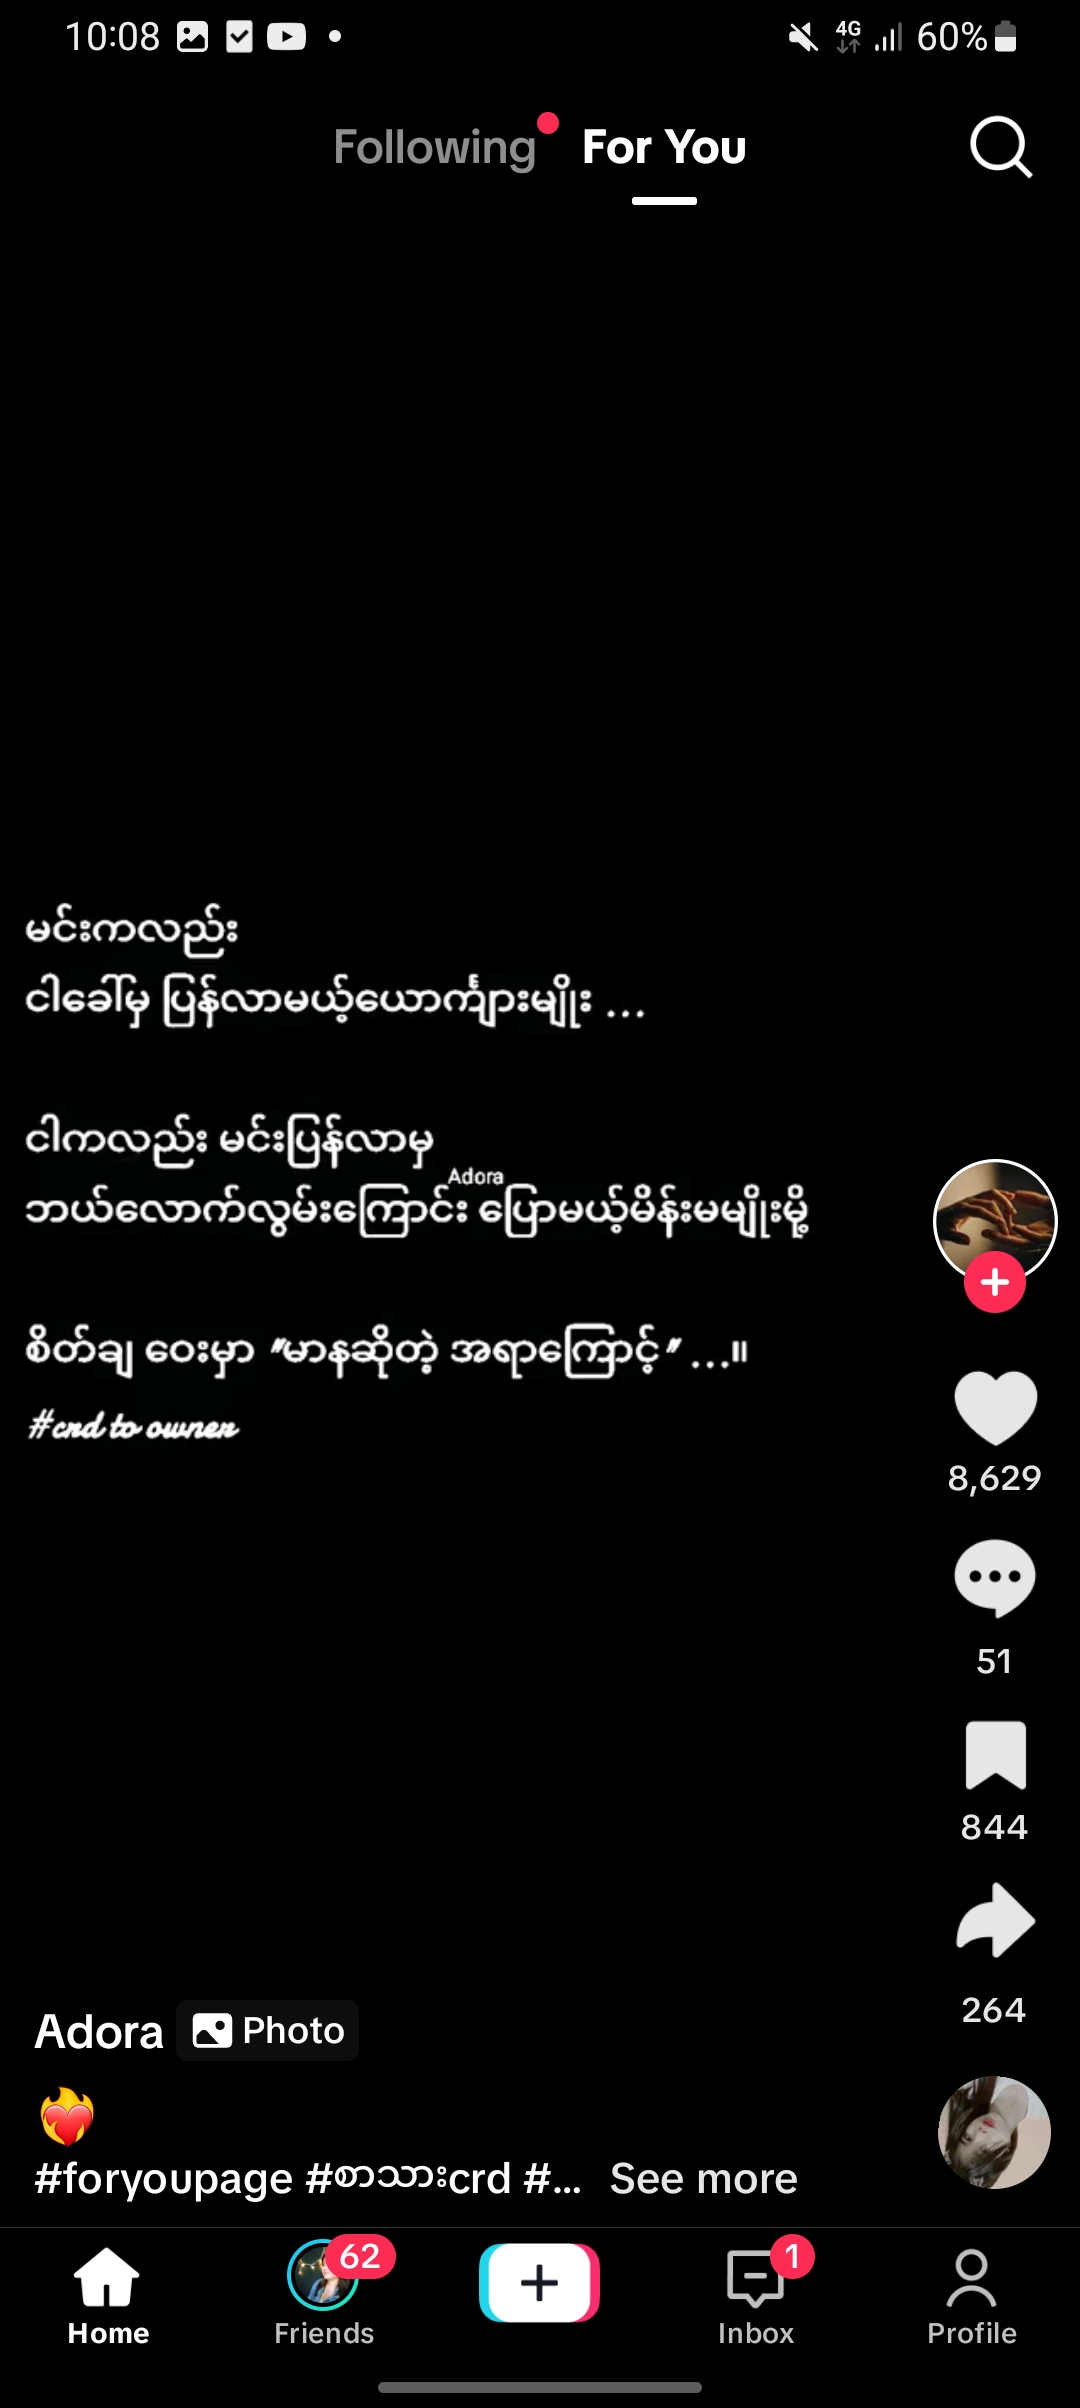 10:08
4G
60%
Following
For You
မင်းကလည်း
ငါခေါ်မှ ပြန်လာမယ့်ယောင်္ကျားမျိုး ...
ငါကလည်း မင်းပြန်လာမှ
Adora
ဘယ်လောက်လွမ်းကြောင်း ပြောမယ့်မိန်းမမျိုးမို့
စိတ်ချ ဝေးမှာ "မာနဆိုတဲ့ အရာကြောင့်" ...။
#crd to owner
8,629
51
844
264
Adora
Photo
#foryoupage #စာသားcrd #... See more
62
1
Home
Friends
Inbox
Profile